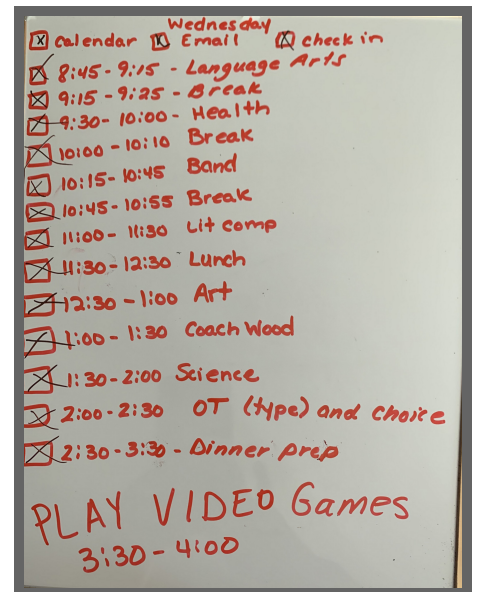 Wednesday
Calendar Email check in
8:45 - 9:15 - Language Arts
9:15 - 9:25 - Break
9:30 - 10:00 - Health
10:00 - 10:10 Break
10:15 - 10:45 Band
10:45 - 10:55 Break
11:00 - 11:30 Lit comp
11:30 - 12:30 Lunch
12:30 - 1:00 Art
1:00 - 1:30 Coach Wood
1:30 - 2:00 Science
2:00 - 2:30 OT (type) and choice
2:30 - 3:30 - Dinner prep
PLAY VIDEO Games
3:30 - 4:00